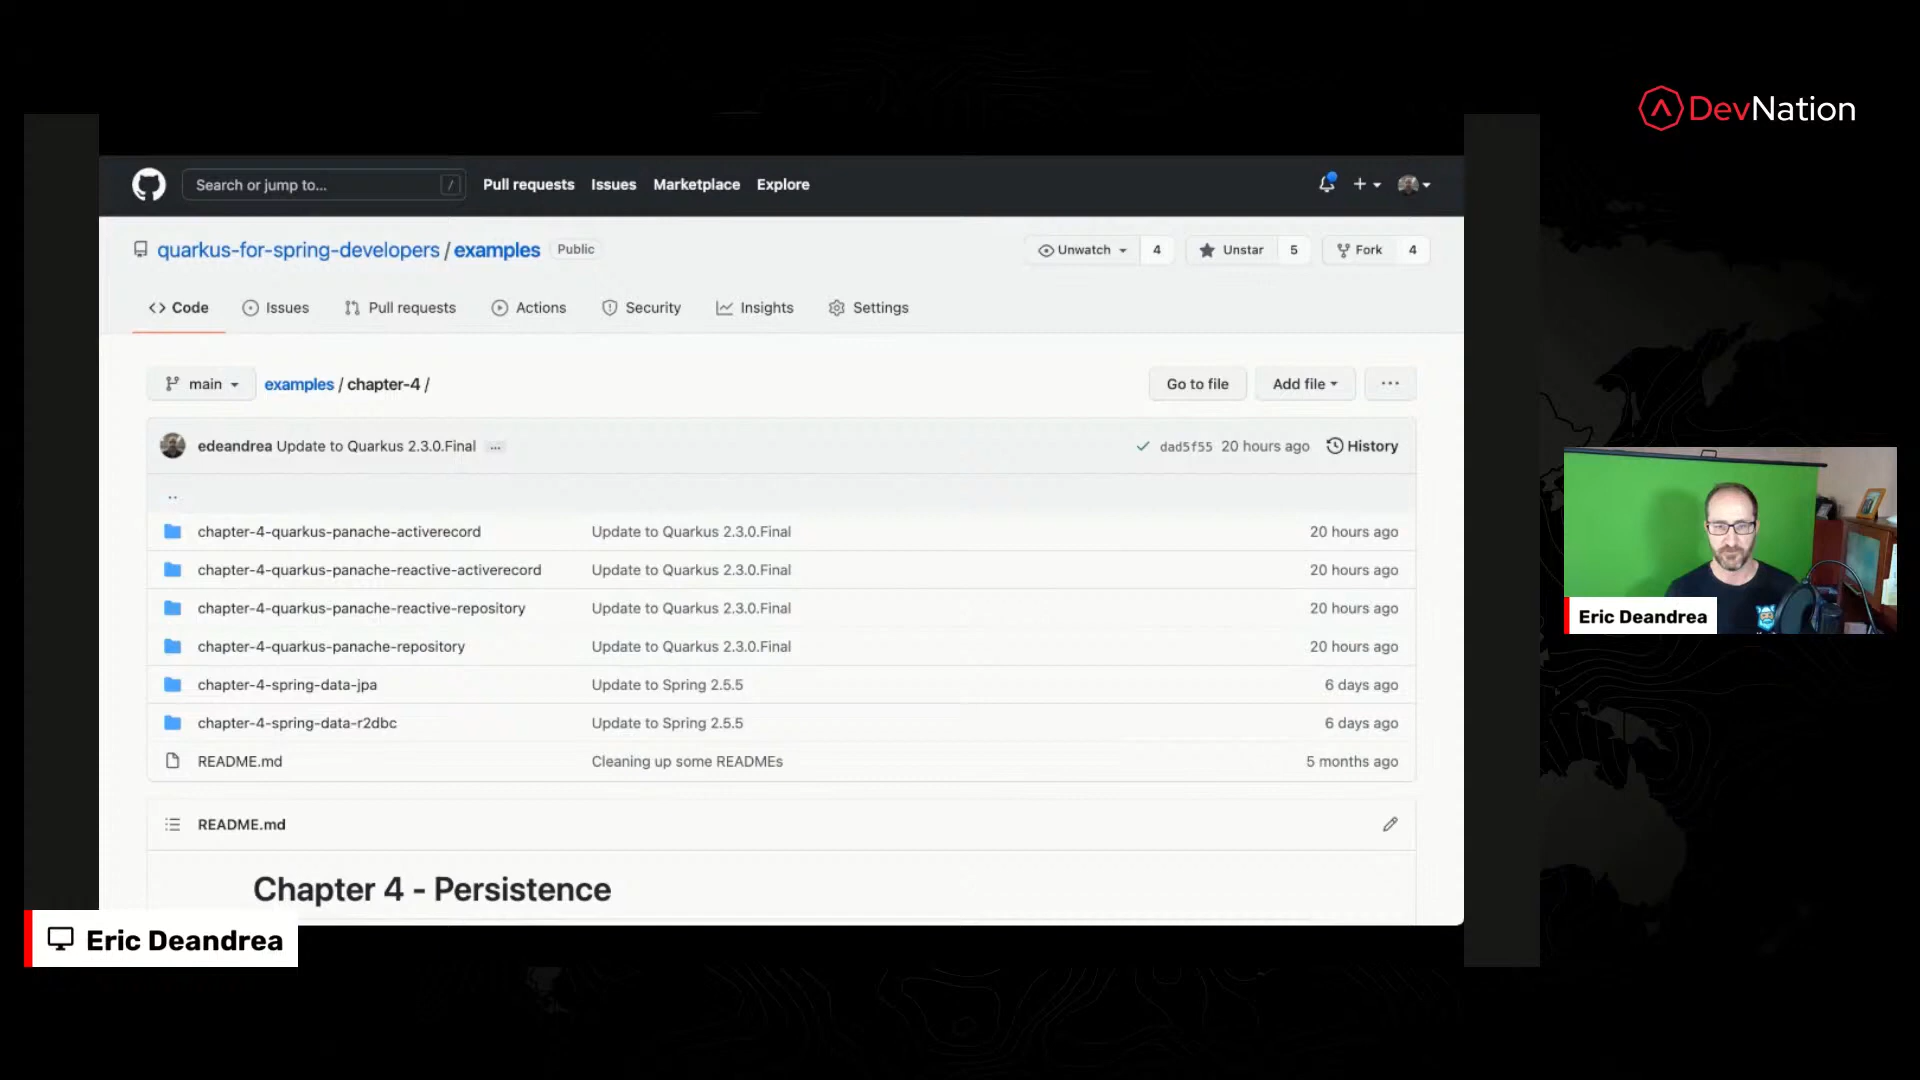 DevNation
Search or jump to... /
Pull requests Issues Marketplace Explore
quarkus-for-spring-developers / examples Public
Unwatch 4 Unstar 5 Fork 4
Code Issues Pull requests Actions Security Insights Settings
main examples / chapter-4 /
Go to file Add file ...
edeandrea Update to Quarkus 2.3.0.Final ... dad5f55 20 hours ago History
..
chapter-4-quarkus-panache-activerecord Update to Quarkus 2.3.0.Final 20 hours ago
chapter-4-quarkus-panache-reactive-activerecord Update to Quarkus 2.3.0.Final 20 hours ago
chapter-4-quarkus-panache-reactive-repository Update to Quarkus 2.3.0.Final 20 hours ago
chapter-4-quarkus-panache-repository Update to Quarkus 2.3.0.Final 20 hours ago
chapter-4-spring-data-jpa Update to Spring 2.5.5 6 days ago
chapter-4-spring-data-r2dbc Update to Spring 2.5.5 6 days ago
README.md Cleaning up some READMEs 5 months ago
README.md
Chapter 4 - Persistence
Eric Deandrea
Eric Deandrea